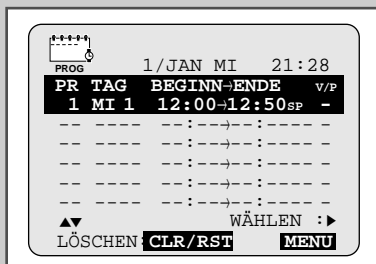 PROG 1/JAN MI 21:28
PR TAG BEGINN→ENDE V/P
1 MI 1 12:00→12:50SP -
-- ---- --:--→--:---- -
-- ---- --:--→--:---- -
-- ---- --:--→--:---- -
-- ---- --:--→--:---- -
-- ---- --:--→--:---- -
▲▼ WÄHLEN :▶
LÖSCHEN:CLR/RST MENÜ